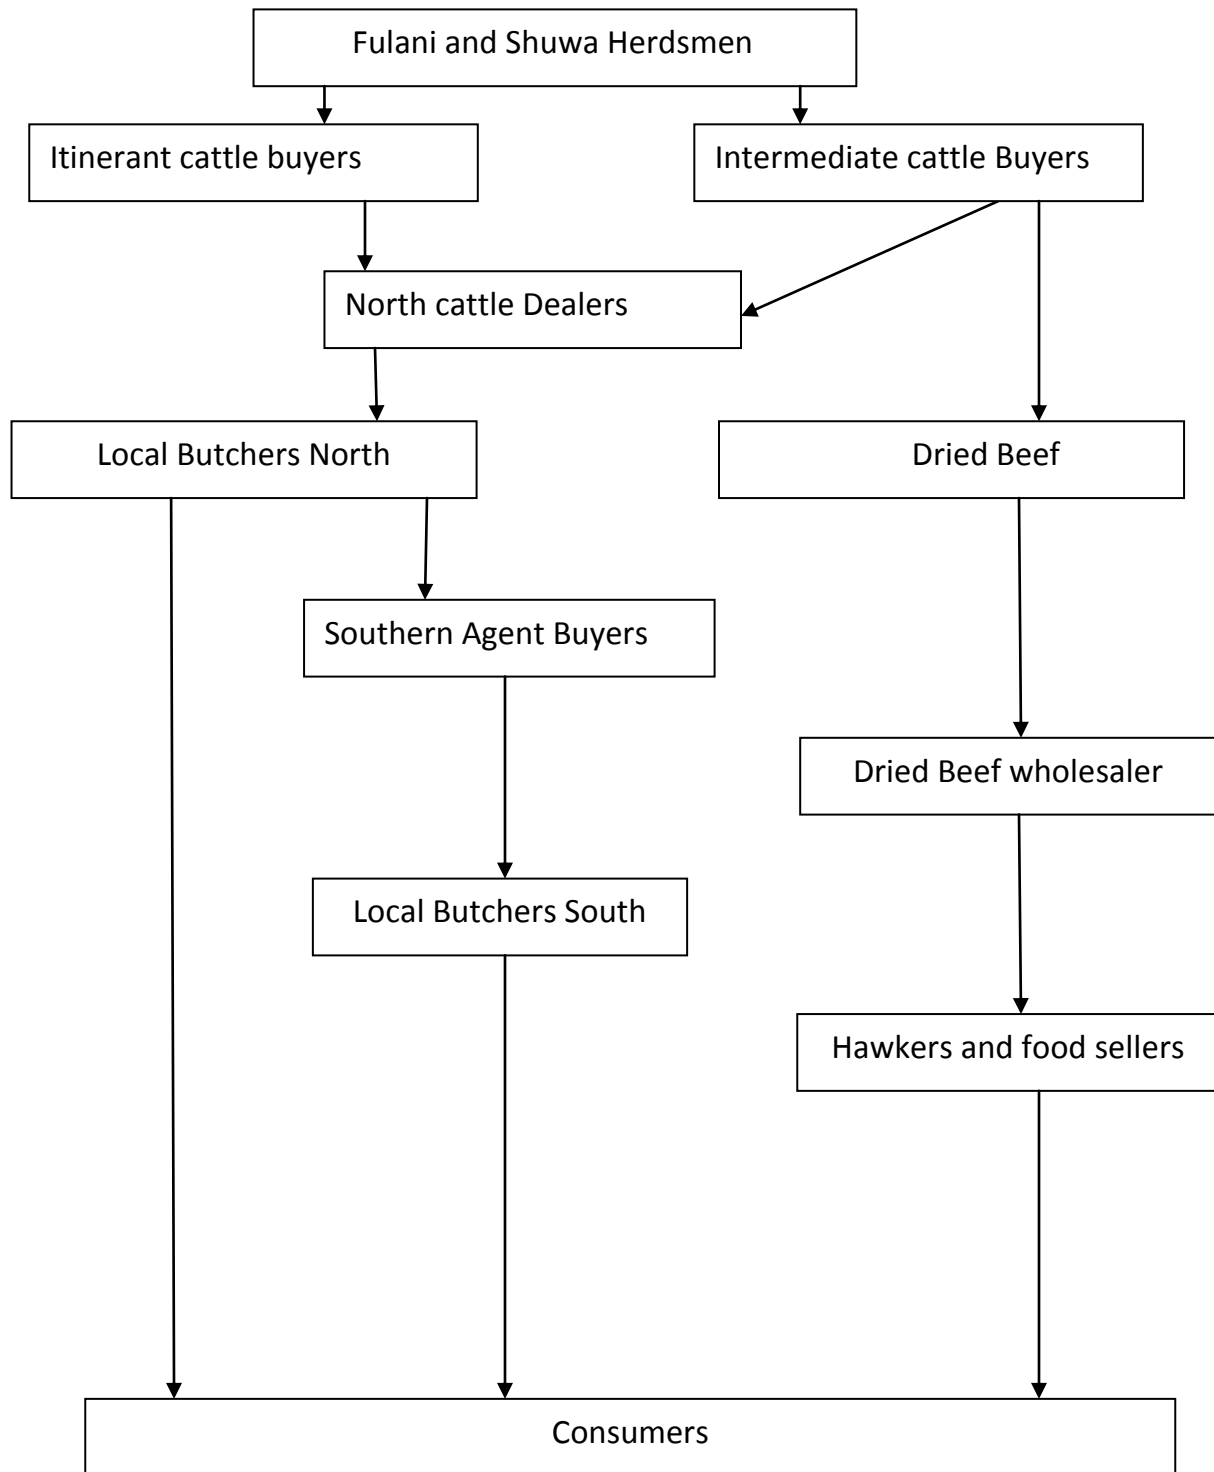 Fulani and Shuwa Herdsmen
Itinerant cattle buyers
Intermediate cattle Buyers
North cattle Dealers
Local Butchers North
Dried Beef
Southern Agent Buyers
Dried Beef wholesaler
Local Butchers South
Hawkers and food sellers
Consumers